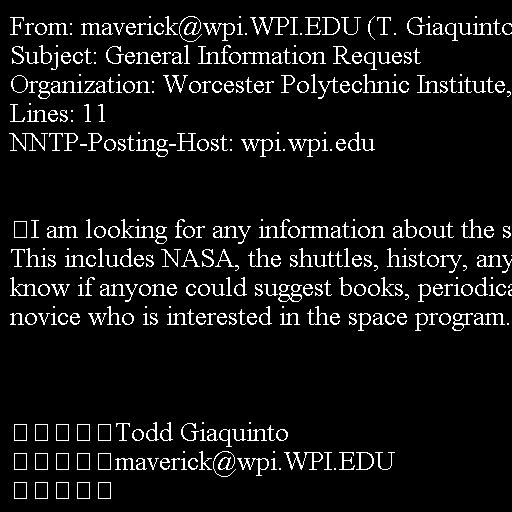 From: maverick@wpi.WPI.EDU (T. Giaquinto
Subject: General Information Request
Organization: Worcester Polytechnic Institute,
Lines: 11
NNTP-Posting-Host: wpi.wpi.edu
I am looking for any information about the s
This includes NASA, the shuttles, history, any
know if anyone could suggest books, periodica
novice who is interested in the space program.
Todd Giaquinto
maverick@wpi.WPI.EDU